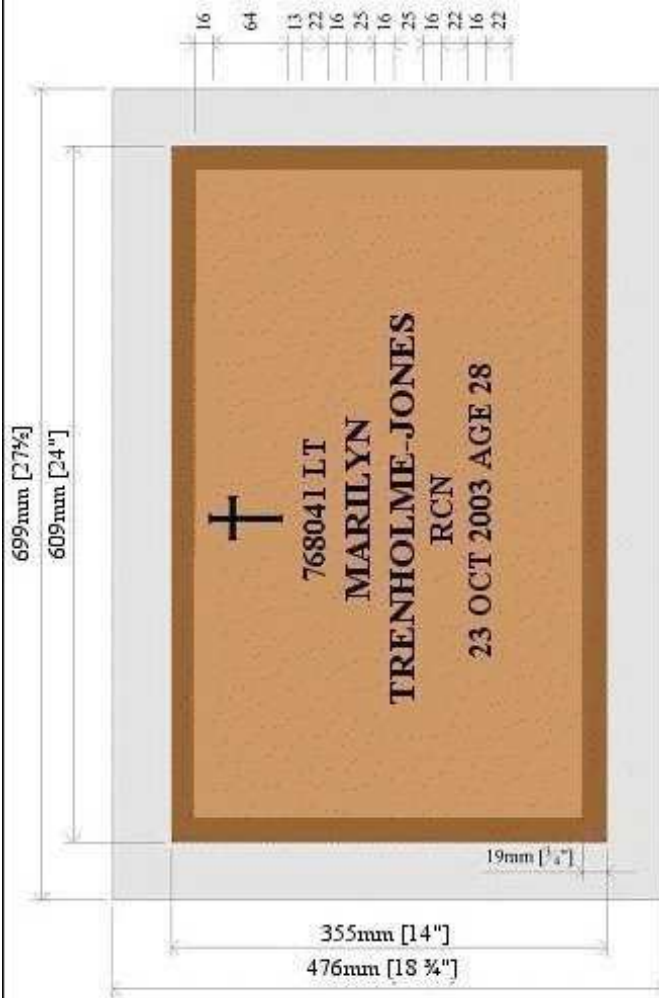 16
64
13
22
16
25
16
25
16
22
16
22
768041 LT
MARILYN
TRENHOLME-JONES
RCN
23 OCT 2003 AGE 28
699mm [27½]
609mm [24"]
19mm [¾"]
355mm [14"]
476mm [18 ¾"]